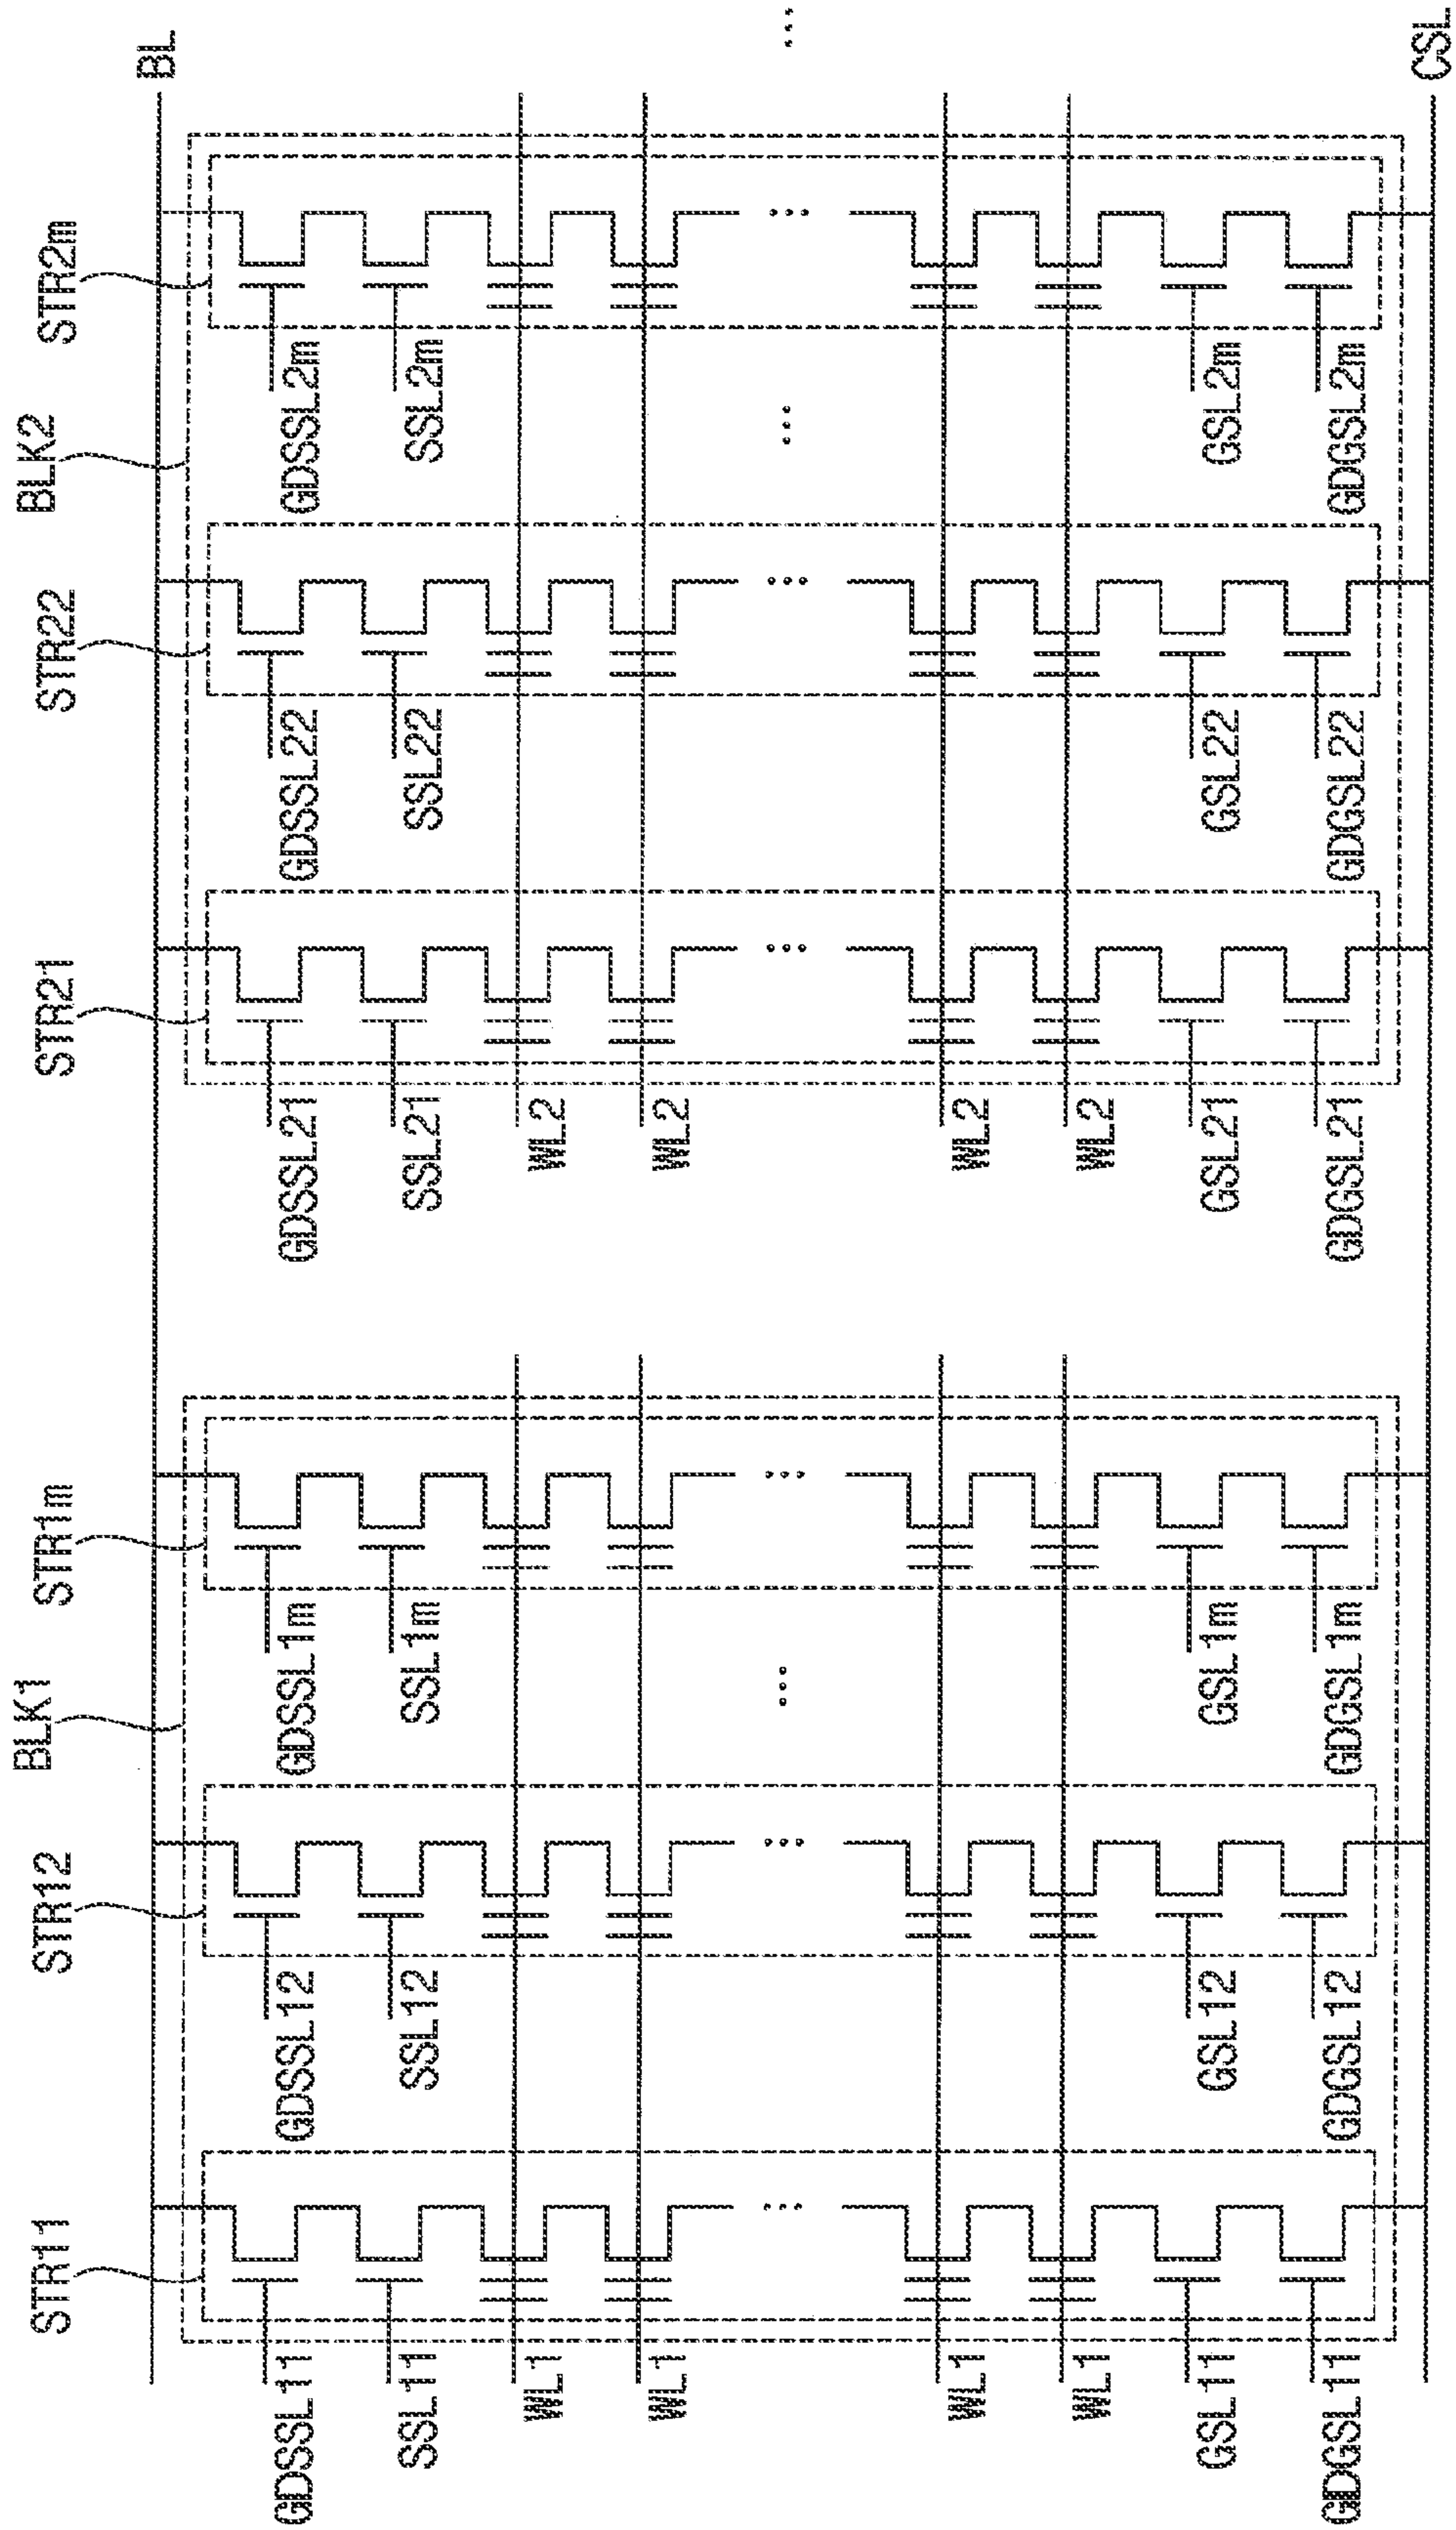 BLK1
BLK2
STR11
STR12
STR1m
STR21
STR22
STR2m
BL
GDSSL11
GDSSL12
GDSSL1m
GDSSL21
GDSSL22
GDSSL2m
SSL11
SSL12
SSL1m
SSL21
SSL22
SSL2m
WL1
WL2
WL1
WL2
...
...
...
WL1
WL2
WL1
WL2
GSL11
GSL12
GSL1m
GSL21
GSL22
GSL2m
GDGSL11
GDGSL12
GDGSL1m
GDGSL21
GDGSL22
GDGSL2m
CSL